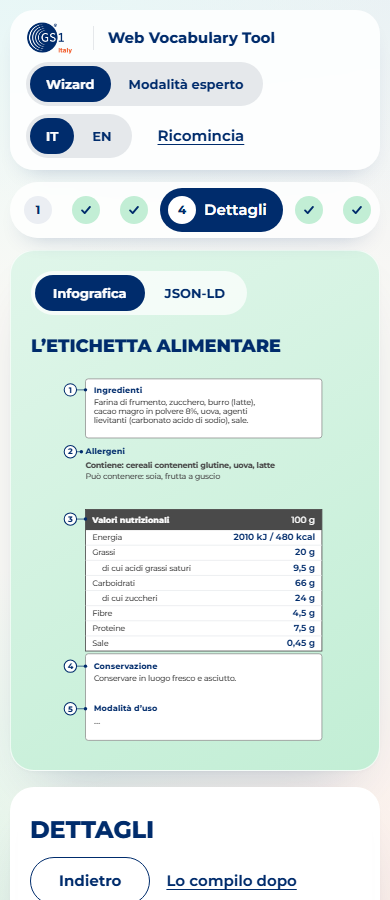 GS1
Italy
Web Vocabulary Tool
Wizard Modalità esperto
IT EN Ricomincia
1 4 Dettagli
Infografica JSON-LD
L'ETICHETTA ALIMENTARE
1 Ingredienti
Farina di frumento, zucchero, burro (latte),
cacao magro in polvere 8%, uova, agenti
lievitanti (carbonato acido di sodio), sale.
2 Allergeni
Contiene: cereali contenenti glutine, uova, latte
Può contenere: soia, frutta a guscio
3 Valori nutrizionali 100 g
Energia 2010 kJ / 480 kcal
Grassi 20 g
di cui acidi grassi saturi 9,5 g
Carboidrati 66 g
di cui zuccheri 24 g
Fibre 4,5 g
Proteine 7,5 g
Sale 0,45 g
4 Conservazione
Conservare in luogo fresco e asciutto.
5 Modalità d'uso
...
DETTAGLI
Indietro Lo compilo dopo